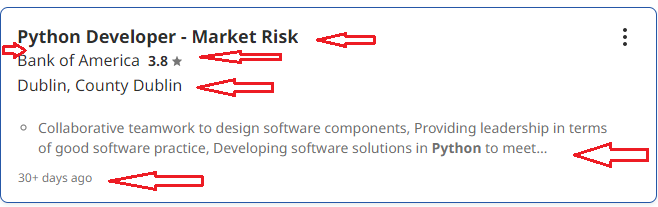 Python Developer - Market Risk
Bank of America 3.8 ★
Dublin, County Dublin
Collaborative teamwork to design software components, Providing leadership in terms
of good software practice, Developing software solutions in Python to meet...
30+ days ago